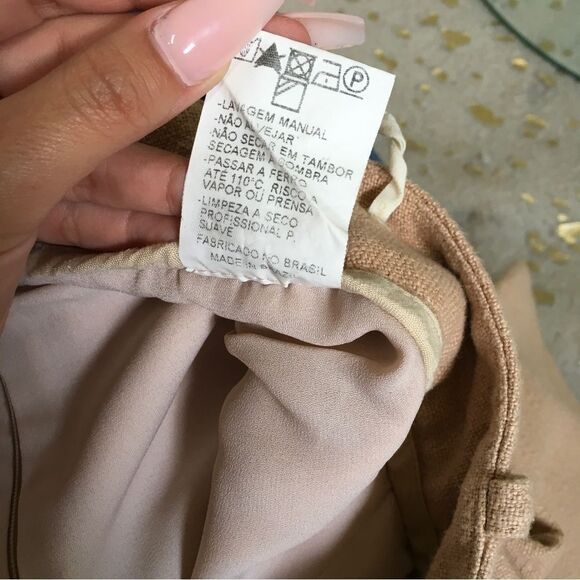 P
-LAVAGEM MANUAL
-NÃO ALVEJAR
-NÃO SECAR EM TAMBOR
SECAGEM A SOMBRA
-PASSAR A FERRO
ATÉ 110°C, RISCO A
VAPOR OU PRENSA
-LIMPEZA A SECO
PROFISSIONAL P
SUAVE
FABRICADO NO BRASIL
MADE IN BRAZIL